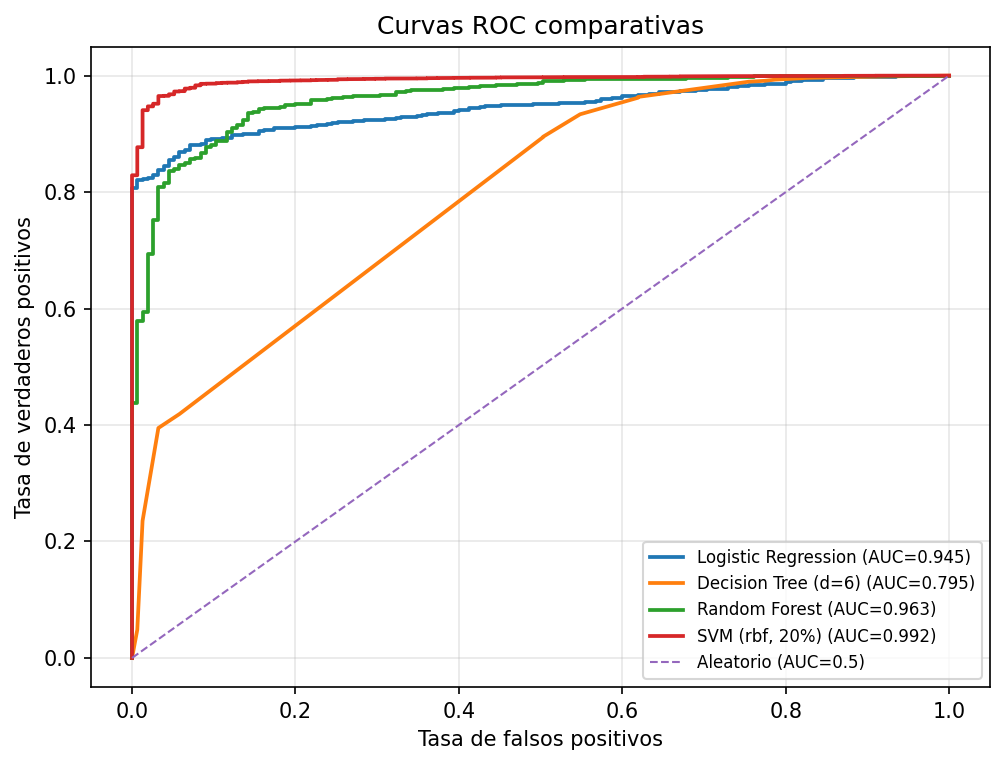 Curvas ROC comparativas
1.0
0.8
0.6
0.4
0.2
0.0
Tasa de verdaderos positivos
Logistic Regression (AUC=0.945)
Decision Tree (d=6) (AUC=0.795)
Random Forest (AUC=0.963)
SVM (rbf, 20%) (AUC=0.992)
Aleatorio (AUC=0.5)
0.0 0.2 0.4 0.6 0.8 1.0
Tasa de falsos positivos